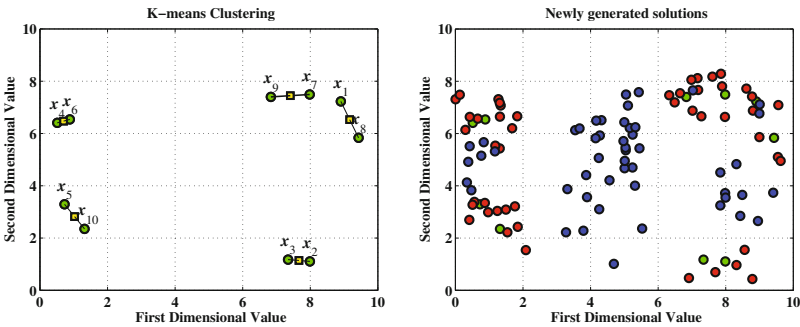 K−means Clustering
Second Dimensional Value
10
8
6
4
2
0
x9
x7
x1
x8
x4
x6
x5
x10
x3
x2
0 2 4 6 8 10
First Dimensional Value
Newly generated solutions
Second Dimensional Value
10
8
6
4
2
0
0 2 4 6 8 10
First Dimensional Value